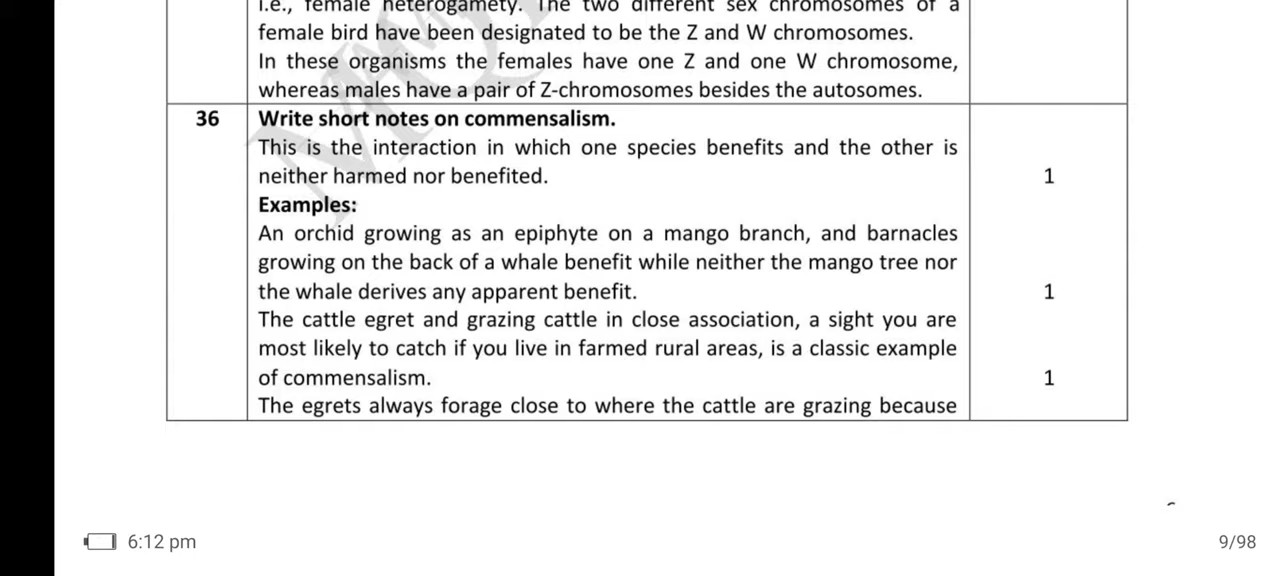 i.e., female heterogamety. The two different sex chromosomes of a
female bird have been designated to be the Z and W chromosomes.
In these organisms the females have one Z and one W chromosome,
whereas males have a pair of Z-chromosomes besides the autosomes.
36 Write short notes on commensalism.
This is the interaction in which one species benefits and the other is
neither harmed nor benefited. 1
Examples:
An orchid growing as an epiphyte on a mango branch, and barnacles
growing on the back of a whale benefit while neither the mango tree nor
the whale derives any apparent benefit. 1
The cattle egret and grazing cattle in close association, a sight you are
most likely to catch if you live in farmed rural areas, is a classic example
of commensalism. 1
The egrets always forage close to where the cattle are grazing because
6:12 pm 9/98